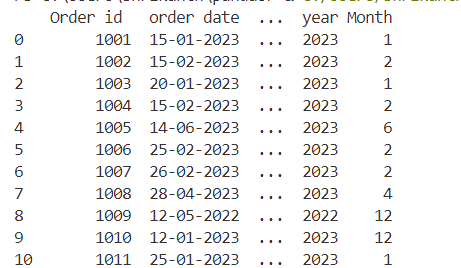 Order id order date ... year Month
0 1001 15-01-2023 ... 2023 1
1 1002 15-02-2023 ... 2023 2
2 1003 20-01-2023 ... 2023 1
3 1004 15-02-2023 ... 2023 2
4 1005 14-06-2023 ... 2023 6
5 1006 25-02-2023 ... 2023 2
6 1007 26-02-2023 ... 2023 2
7 1008 28-04-2023 ... 2023 4
8 1009 12-05-2022 ... 2022 12
9 1010 12-01-2023 ... 2023 12
10 1011 25-01-2023 ... 2023 1